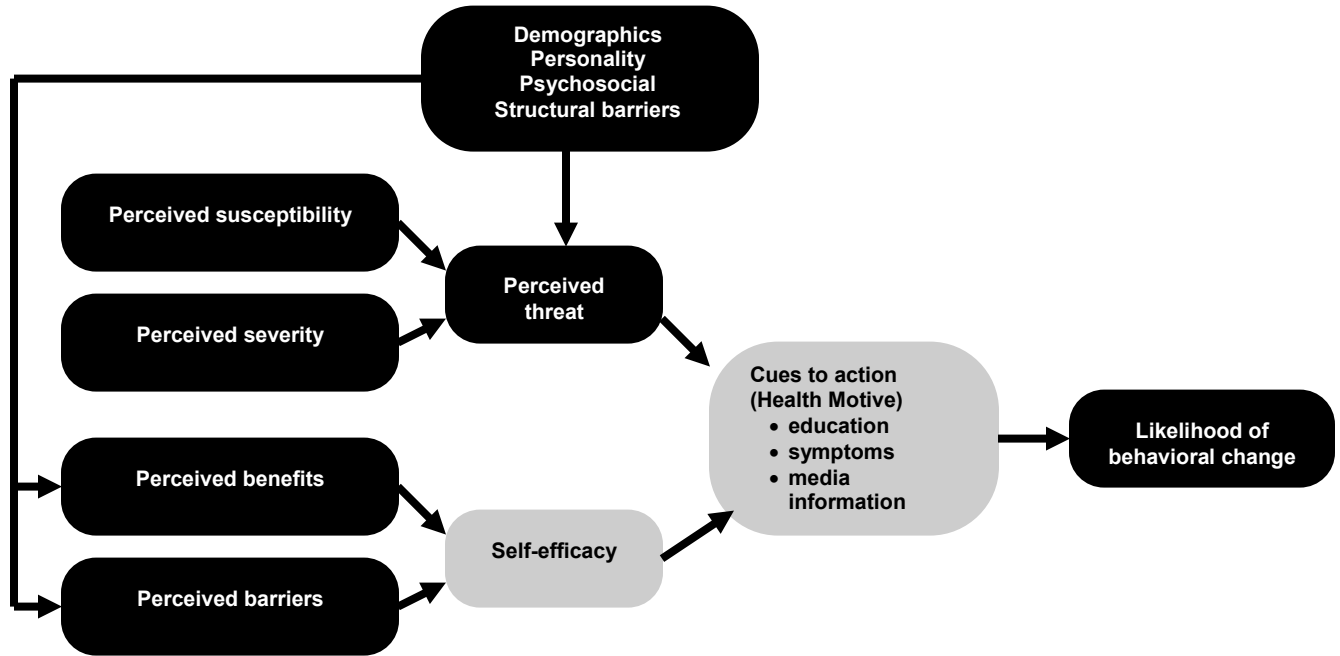 Demographics
Personality
Psychosocial
Structural barriers
Perceived susceptibility
Perceived severity
Perceived
threat
Cues to action
(Health Motive)
• education
• symptoms
• media
information
Likelihood of
behavioral change
Perceived benefits
Self-efficacy
Perceived barriers